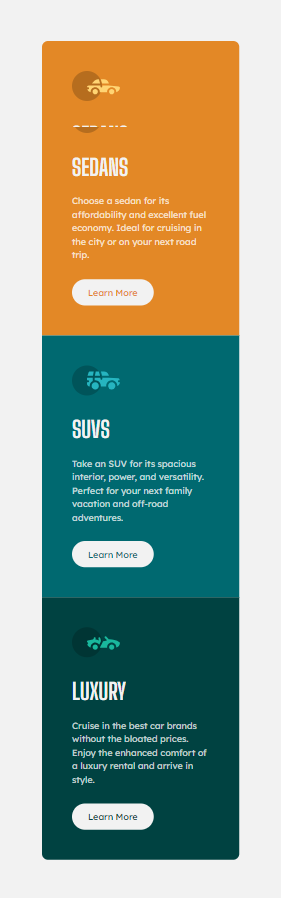 SEDANS
Choose a sedan for its
affordability and excellent fuel
economy. Ideal for cruising in
the city or on your next road
trip.
Learn More
SUVS
Take an SUV for its spacious
interior, power, and versatility.
Perfect for your next family
vacation and off-road
adventures.
Learn More
LUXURY
Cruise in the best car brands
without the bloated prices.
Enjoy the enhanced comfort of
a luxury rental and arrive in
style.
Learn More